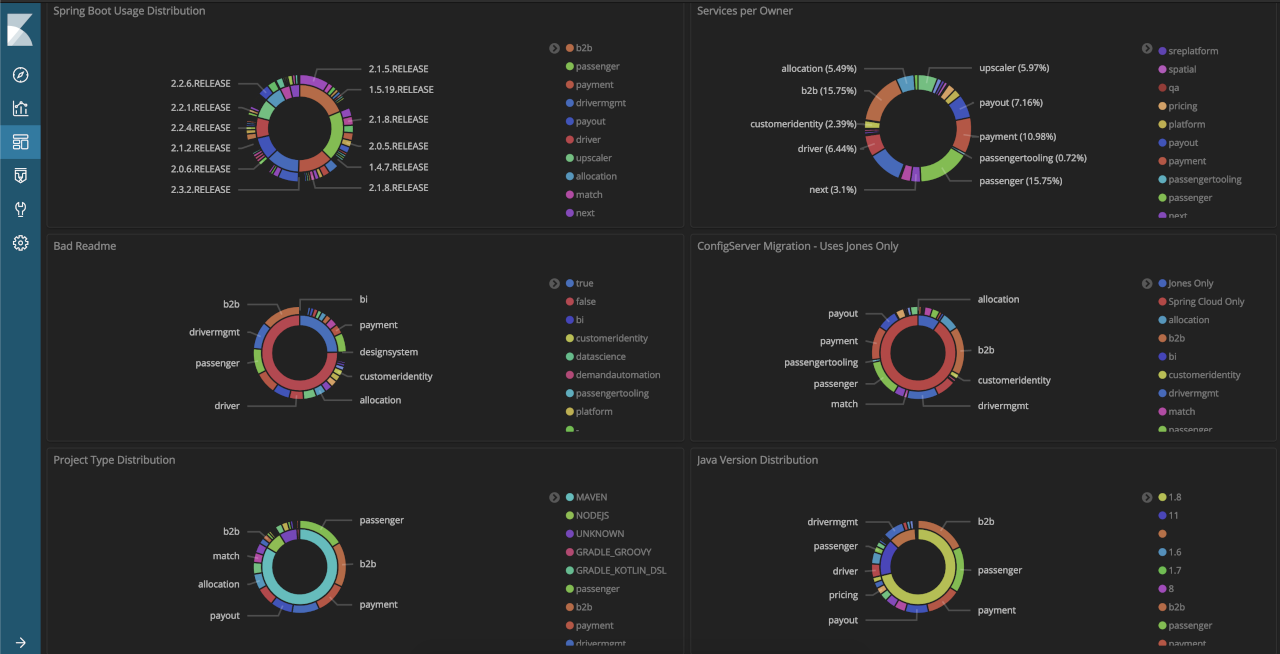 Spring Boot Usage Distribution
2.2.6.RELEASE
2.2.1.RELEASE
2.2.4.RELEASE
2.1.2.RELEASE
2.0.6.RELEASE
2.3.2.RELEASE
2.1.5.RELEASE
1.5.19.RELEASE
2.1.8.RELEASE
2.0.5.RELEASE
1.4.7.RELEASE
2.1.8.RELEASE
b2b
passenger
payment
drivermgmt
payout
driver
upscaler
allocation
match
next
Services per Owner
allocation (5.49%)
b2b (15.75%)
customeridentity (2.39%)
driver (6.44%)
next (3.1%)
upscaler (5.97%)
payout (7.16%)
payment (10.98%)
passengertooling (0.72%)
passenger (15.75%)
sreplatform
spatial
qa
pricing
platform
payout
payment
passengertooling
passenger
next
Bad Readme
b2b
drivermgmt
passenger
driver
bi
payment
designsystem
customeridentity
allocation
true
false
bi
customeridentity
datascience
demandautomation
passengertooling
platform
-
ConfigServer Migration - Uses Jones Only
payout
payment
passengertooling
passenger
match
allocation
b2b
customeridentity
drivermgmt
Jones Only
Spring Cloud Only
allocation
b2b
bi
customeridentity
drivermgmt
match
passenger
Project Type Distribution
b2b
match
allocation
payout
passenger
b2b
payment
MAVEN
NODEJS
UNKNOWN
GRADLE_GROOVY
GRADLE_KOTLIN_DSL
passenger
b2b
payment
drivermgmt
Java Version Distribution
drivermgmt
passenger
driver
pricing
payout
b2b
passenger
payment
1.8
11
1.6
1.7
8
b2b
passenger
payment